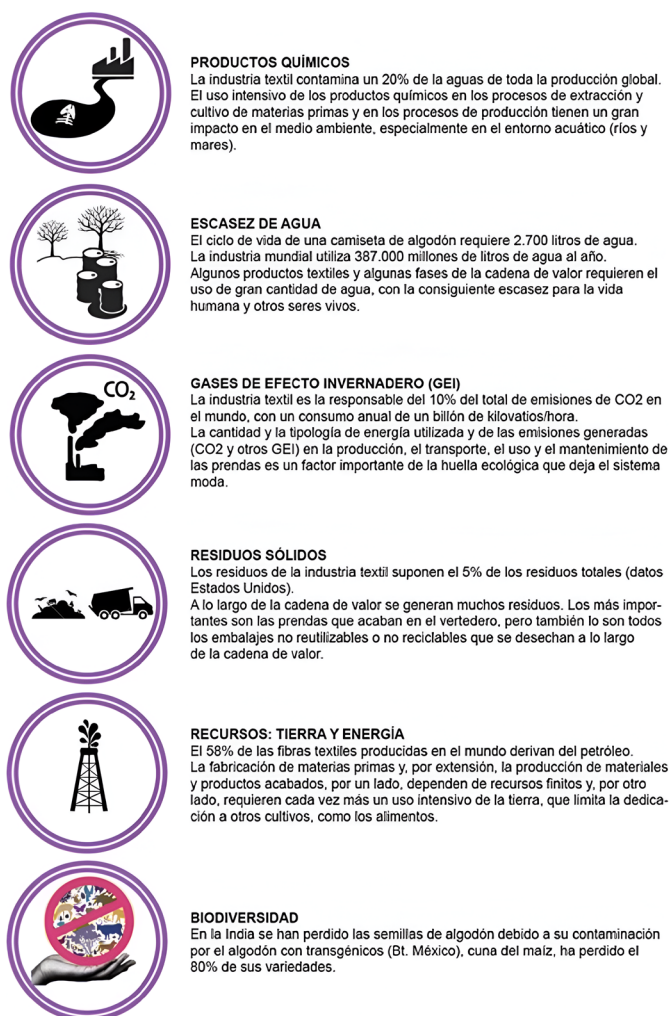 PRODUCTOS QUÍMICOS
La industria textil contamina un 20% de la aguas de toda la producción global.
El uso intensivo de los productos químicos en los procesos de extracción y
cultivo de materias primas y en los procesos de producción tienen un gran
impacto en el medio ambiente, especialmente en el entorno acuático (ríos y
mares).
ESCASEZ DE AGUA
El ciclo de vida de una camiseta de algodón requiere 2.700 litros de agua.
La industria mundial utiliza 387.000 millones de litros de agua al año.
Algunos productos textiles y algunas fases de la cadena de valor requieren el
uso de gran cantidad de agua, con la consiguiente escasez para la vida
humana y otros seres vivos.
CO2
GASES DE EFECTO INVERNADERO (GEI)
La industria textil es la responsable del 10% del total de emisiones de CO2 en
el mundo, con un consumo anual de un billón de kilovatios/hora.
La cantidad y la tipología de energía utilizada y de las emisiones generadas
(CO2 y otros GEI) en la producción, el transporte, el uso y el mantenimiento de
las prendas es un factor importante de la huella ecológica que deja el sistema
moda.
RESIDUOS SÓLIDOS
Los residuos de la industria textil suponen el 5% de los residuos totales (datos
Estados Unidos).
A lo largo de la cadena de valor se generan muchos residuos. Los más impor-
tantes son las prendas que acaban en el vertedero, pero también lo son todos
los embalajes no reutilizables o no reciclables que se desechan a lo largo
de la cadena de valor.
RECURSOS: TIERRA Y ENERGÍA
El 58% de las fibras textiles producidas en el mundo derivan del petróleo.
La fabricación de materias primas y, por extensión, la producción de materiales
y productos acabados, por un lado, dependen de recursos finitos y, por otro
lado, requieren cada vez más un uso intensivo de la tierra, que limita la dedica-
ción a otros cultivos, como los alimentos.
BIODIVERSIDAD
En la India se han perdido las semillas de algodón debido a su contaminación
por el algodón con transgénicos (Bt. México), cuna del maíz, ha perdido el
80% de sus variedades.